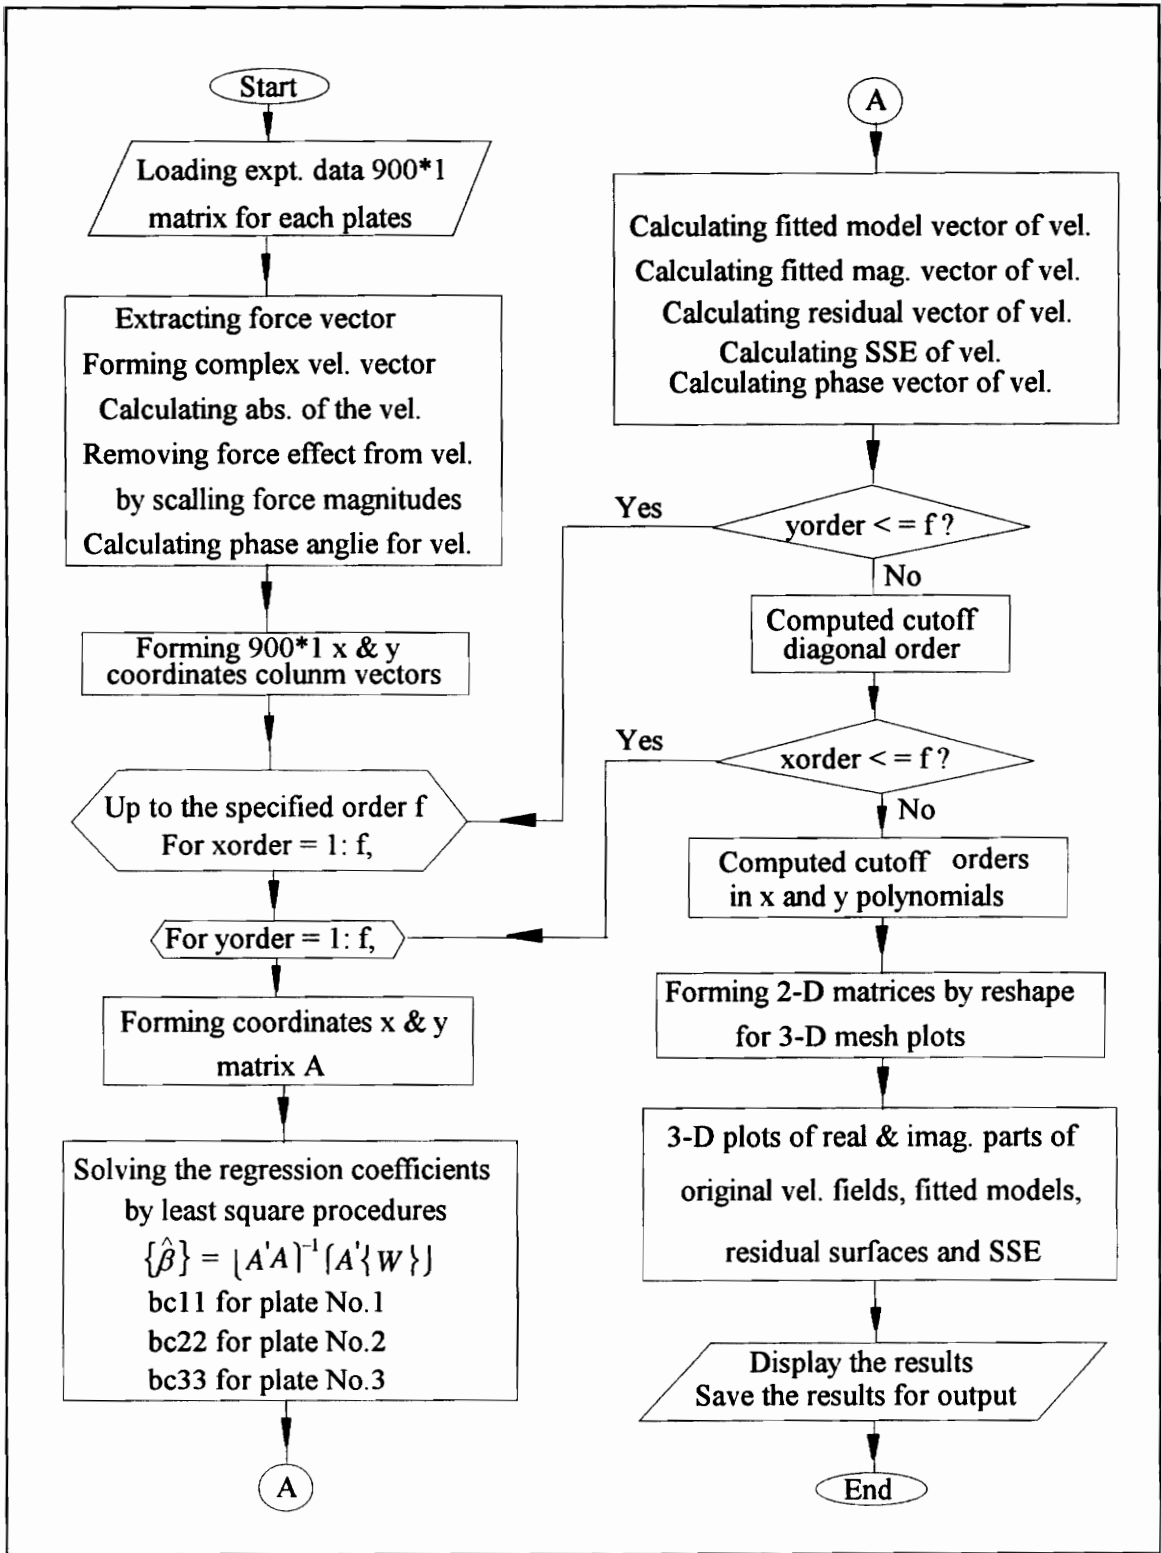 Start
Loading expt. data 900*1
matrix for each plates
Extracting force vector
Forming complex vel. vector
Calculating abs. of the vel.
Removing force effect from vel.
by scalling force magnitudes
Calculating phase anglie for vel.
Forming 900*1 x & y
coordinates colunm vectors
Up to the specified order f
For xorder = 1: f,
For yorder = 1: f,
Forming coordinates x & y
matrix A
Solving the regression coefficients
by least square procedures
{β̂} = ⌊A'A⌉⁻¹⌈A'{W}⌋
bc11 for plate No.1
bc22 for plate No.2
bc33 for plate No.3
A
A
Calculating fitted model vector of vel.
Calculating fitted mag. vector of vel.
Calculating residual vector of vel.
Calculating SSE of vel.
Calculating phase vector of vel.
Yes
yorder < = f ?
No
Computed cutoff
diagonal order
Yes
xorder < = f ?
No
Computed cutoff orders
in x and y polynomials
Forming 2-D matrices by reshape
for 3-D mesh plots
3-D plots of real & imag. parts of
original vel. fields, fitted models,
residual surfaces and SSE
Display the results
Save the results for output
End